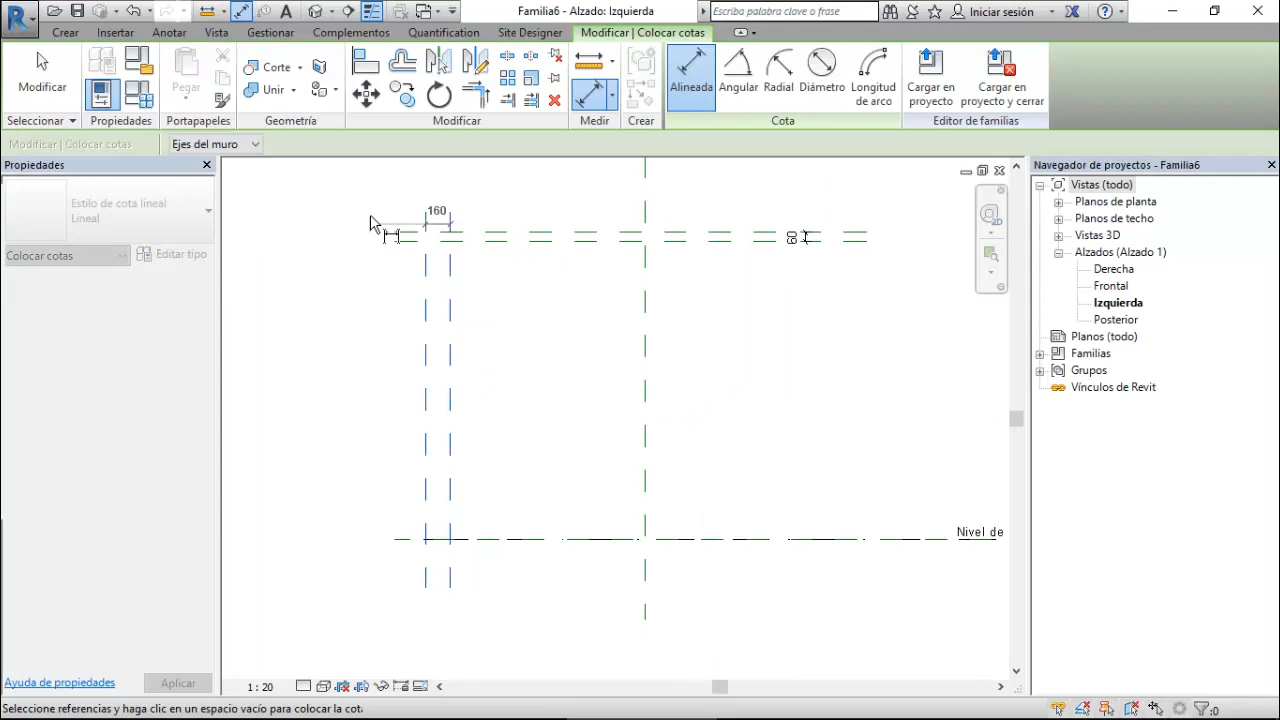 Familia6 - Alzado: Izquierda
Escriba palabra clave o frase
Iniciar sesión
Crear
Insertar
Anotar
Vista
Gestionar
Complementos
Quantification
Site Designer
Modificar | Colocar cotas
Modificar
Pegar
Corte
Unir
Alineada
Angular
Radial
Diámetro
Longitud
de arco
Cargar en
proyecto
Cargar en
proyecto y cerrar
Seleccionar
Propiedades
Portapapeles
Geometría
Modificar
Medir
Crear
Cota
Editor de familias
Modificar | Colocar cotas
Ejes del muro
Propiedades
Estilo de cota lineal
Lineal
Colocar cotas
Editar tipo
160
60
2D
Nivel de
Navegador de proyectos - Familia6
Vistas (todo)
Planos de planta
Planos de techo
Vistas 3D
Alzados (Alzado 1)
Derecha
Frontal
Izquierda
Posterior
Planos (todo)
Familias
Grupos
Vínculos de Revit
Ayuda de propiedades
Aplicar
1 : 20
Seleccione referencias y haga clic en un espacio vacío para colocar la cot
:0